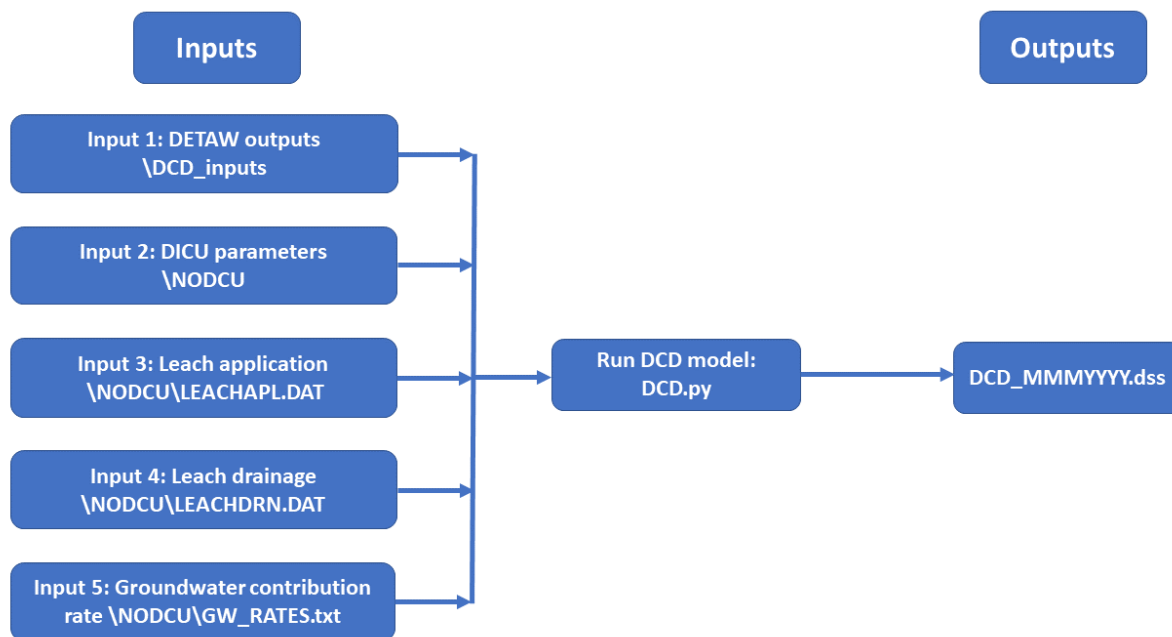 Inputs
Outputs
Input 1: DETAW outputs
\DCD_inputs
Input 2: DICU parameters
\NODCU
Input 3: Leach application
\NODCU\LEACHAPL.DAT
Run DCD model:
DCD.py
DCD_MMMYYYY.dss
Input 4: Leach drainage
\NODCU\LEACHDRN.DAT
Input 5: Groundwater contribution
rate \NODCU\GW_RATES.txt